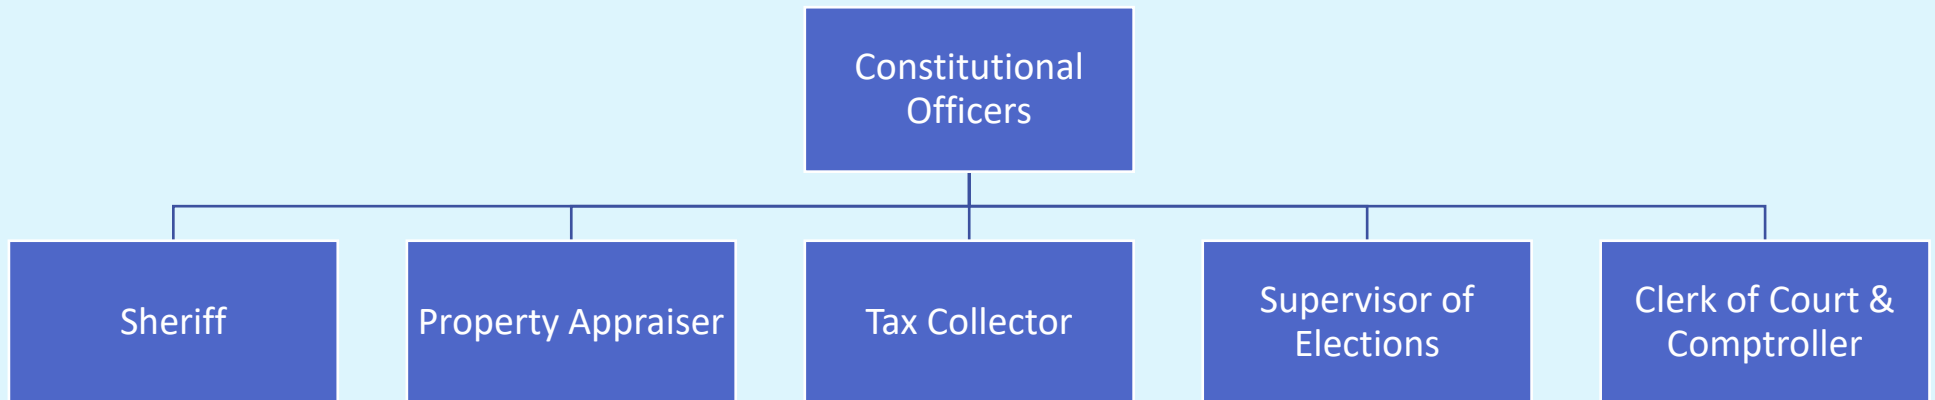 Constitutional
Officers
Sheriff
Property Appraiser
Tax Collector
Supervisor of
Elections
Clerk of Court &
Comptroller